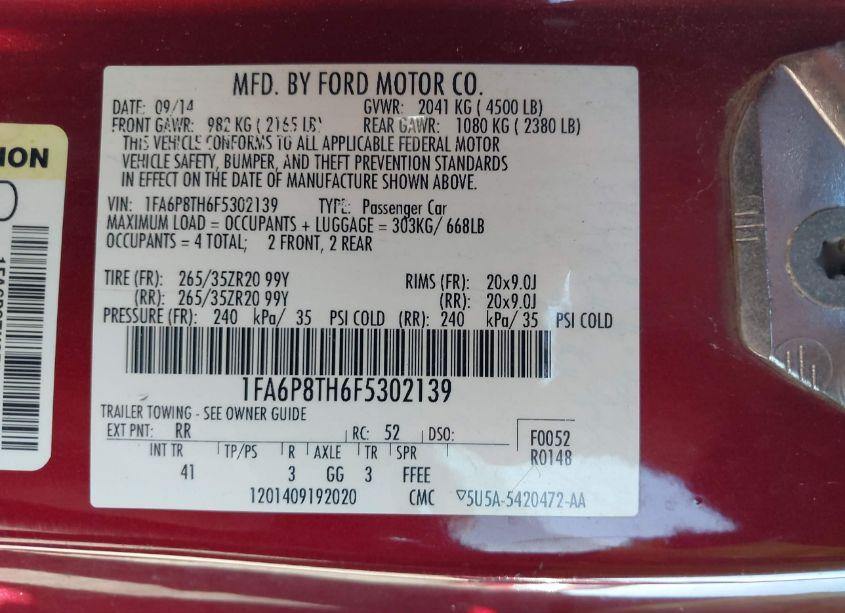 MFD. BY FORD MOTOR CO.
DATE: 09/14 GVWR: 2041 KG ( 4500 LB)
FRONT GAWR: 982 KG ( 2165 LB) REAR GAWR: 1080 KG ( 2380 LB)
THIS VEHICLE CONFORMS TO ALL APPLICABLE FEDERAL MOTOR
VEHICLE SAFETY, BUMPER, AND THEFT PREVENTION STANDARDS
IN EFFECT ON THE DATE OF MANUFACTURE SHOWN ABOVE.
VIN: 1FA6P8TH6F5302139 TYPE: Passenger Car
MAXIMUM LOAD = OCCUPANTS + LUGGAGE = 303KG/ 668LB
OCCUPANTS = 4 TOTAL; 2 FRONT, 2 REAR
TIRE (FR): 265/35ZR20 99Y RIMS (FR): 20x9.0J
(RR): 265/35ZR20 99Y (RR): 20x9.0J
PRESSURE (FR): 240 kPa/ 35 PSI COLD (RR): 240 kPa/ 35 PSI COLD
1FA6P8TH6F5302139
TRAILER TOWING - SEE OWNER GUIDE
EXT PNT: RR RC: 52 DSO: F0052
INT TR TP/PS R AXLE TR SPR R0148
41 3 GG 3 FFEE
1201409192020 CMC ▽5U5A-5420472-AA